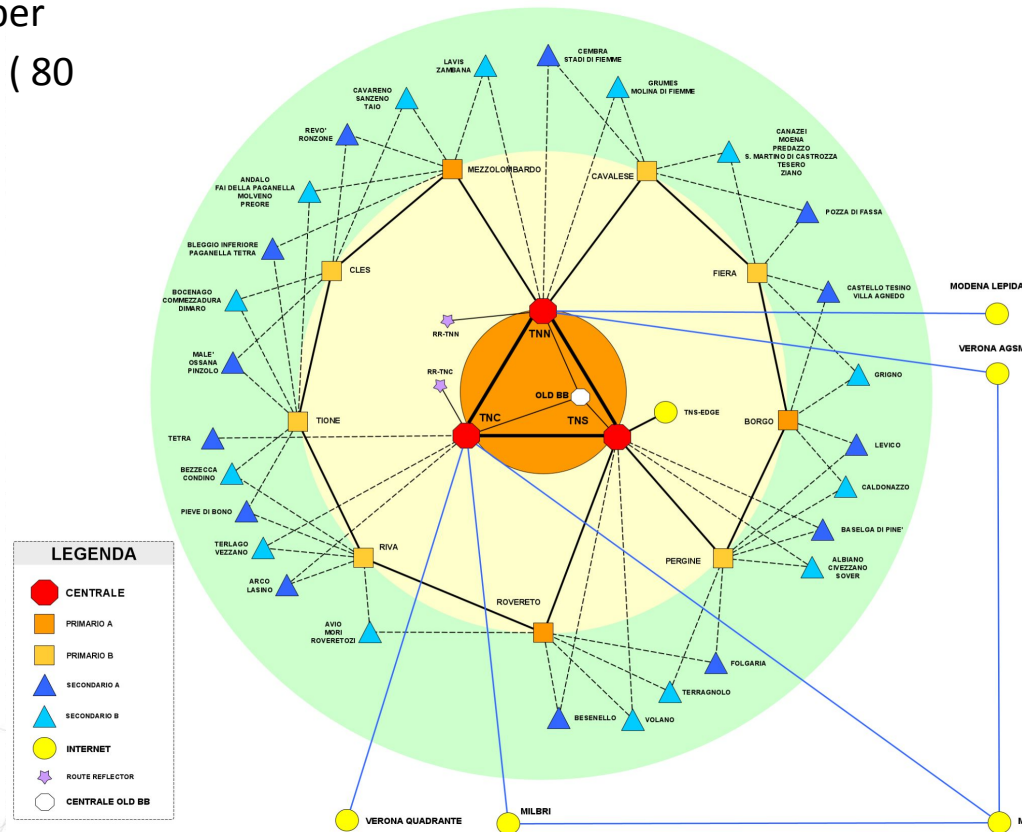 per
( 80
LAVIS
ZAMBANA
CEMBRA
STADI DI FIEMME
GRUMES
MOLINA DI FIEMME
CAVARENO
SANZENO
TAIO
REVO'
RONZONE
CANAZEI
MOENA
PREDAZZO
S. MARTINO DI CASTROZZA
TESERO
ZIANO
MEZZOLOMBARDO
CAVALESE
ANDALO
FAI DELLA PAGANELLA
MOLVENO
PREORE
POZZA DI FASSA
BLEGGIO INFERIORE
PAGANELLA TETRA
CLES
FIERA
CASTELLO TESINO
VILLA AGNEDO
MODENA LEPIDA
BOCENAGO
COMMEZZADURA
DIMARO
RR-TNN
TNN
VERONA AGSM
MALE'
OSSANA
PINZOLO
RR-TNC
GRIGNO
OLD BB
TNC
TNS
TNS-EDGE
TIONE
BORGO
TETRA
LEVICO
BEZZECCA
CONDINO
CALDONAZZO
PIEVE DI BONO
BASELGA DI PINE'
TERLAGO
VEZZANO
RIVA
PERGINE
ALBIANO
CIVEZZANO
SOVER
ARCO
LASINO
ROVERETO
AVIO
MORI
ROVERETOZI
FOLGARIA
TERRAGNOLO
BESENELLO
VOLANO
LEGENDA
CENTRALE
PRIMARIO A
PRIMARIO B
SECONDARIO A
SECONDARIO B
INTERNET
ROUTE REFLECTOR
CENTRALE OLD BB
VERONA QUADRANTE
MILBRI
M